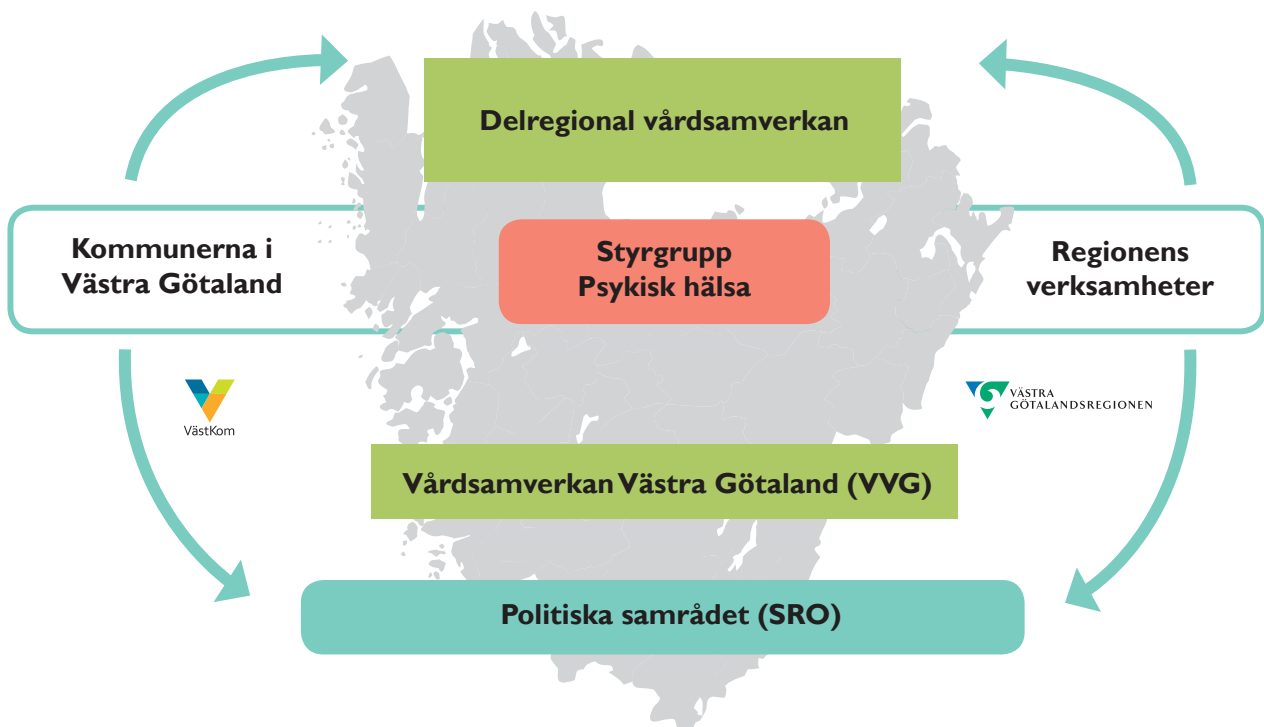 Delregional vårdsamverkan
Kommunerna i
Västra Götaland
Styrgrupp
Psykisk hälsa
Regionens
verksamheter
VästKom
VÄSTRA
GÖTALANDSREGIONEN
Vårdsamverkan Västra Götaland (VVG)
Politiska samrådet (SRO)